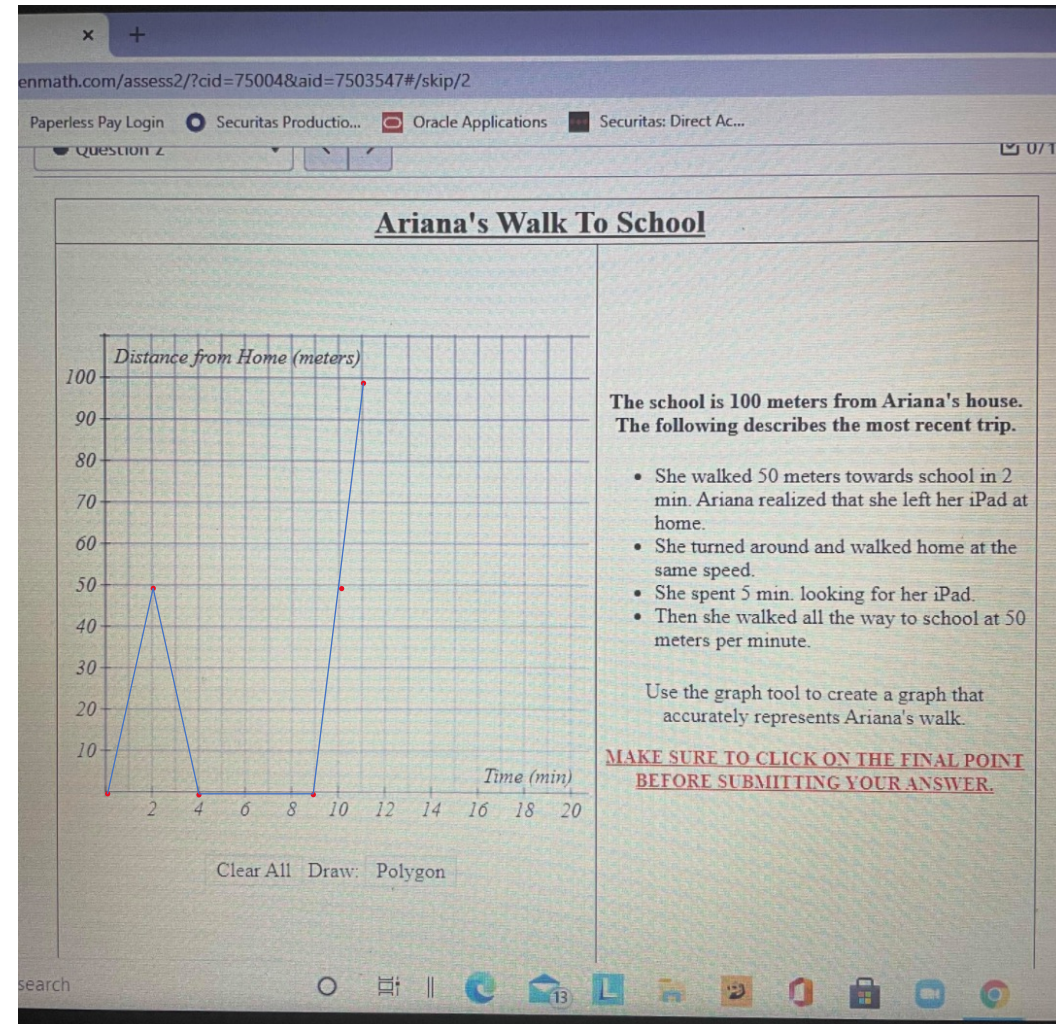 ×
+
enmath.com/assess2/?cid=75004&aid=7503547#/skip/2
Paperless Pay Login Securitas Productio... Oracle Applications Securitas: Direct Ac...
Question 2
0/1
Ariana's Walk To School
Distance from Home (meters)
100
90
80
70
60
50
40
30
20
10
Time (min)
2 4 6 8 10 12 14 16 18 20
Clear All Draw: Polygon
The school is 100 meters from Ariana's house.
The following describes the most recent trip.
• She walked 50 meters towards school in 2
min. Ariana realized that she left her iPad at
home.
• She turned around and walked home at the
same speed.
• She spent 5 min. looking for her iPad.
• Then she walked all the way to school at 50
meters per minute.
Use the graph tool to create a graph that
accurately represents Ariana's walk.
MAKE SURE TO CLICK ON THE FINAL POINT
BEFORE SUBMITTING YOUR ANSWER.
search
13
L